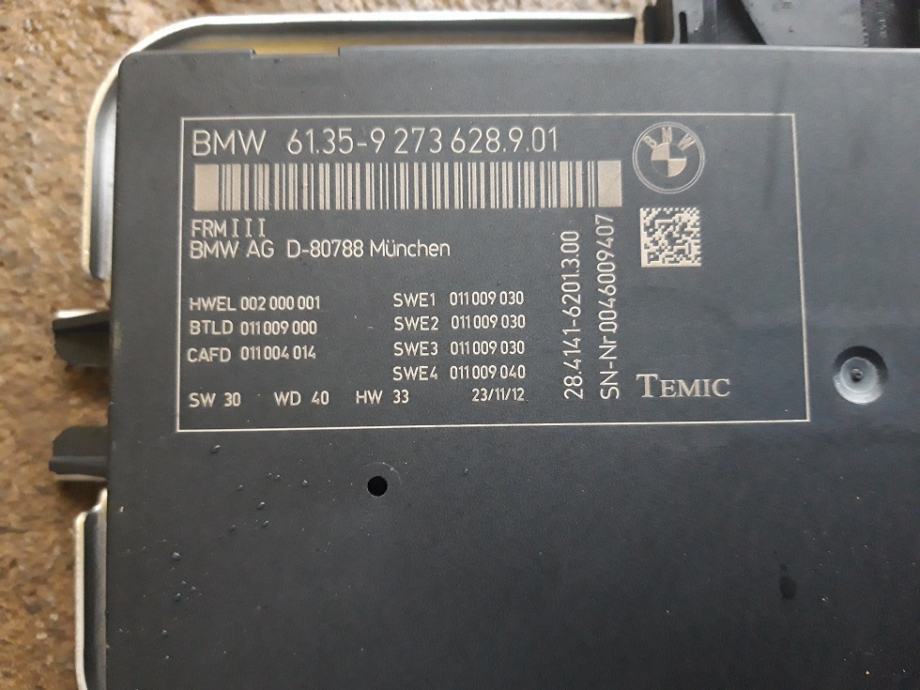 BMW 61.35-9 273 628.9.01
BMW
FRM III
BMW AG D-80788 München
HWEL 002 000 001
BTLD 011 009 000
CAFD 011 004 014
SWE1 011 009 030
SWE2 011 009 030
SWE3 011 009 030
SWE4 011 009 040
SW 30 WD 40 HW 33 23/11/12
28.4141-6201.3.00
SN-Nr.0046009407
TEMIC